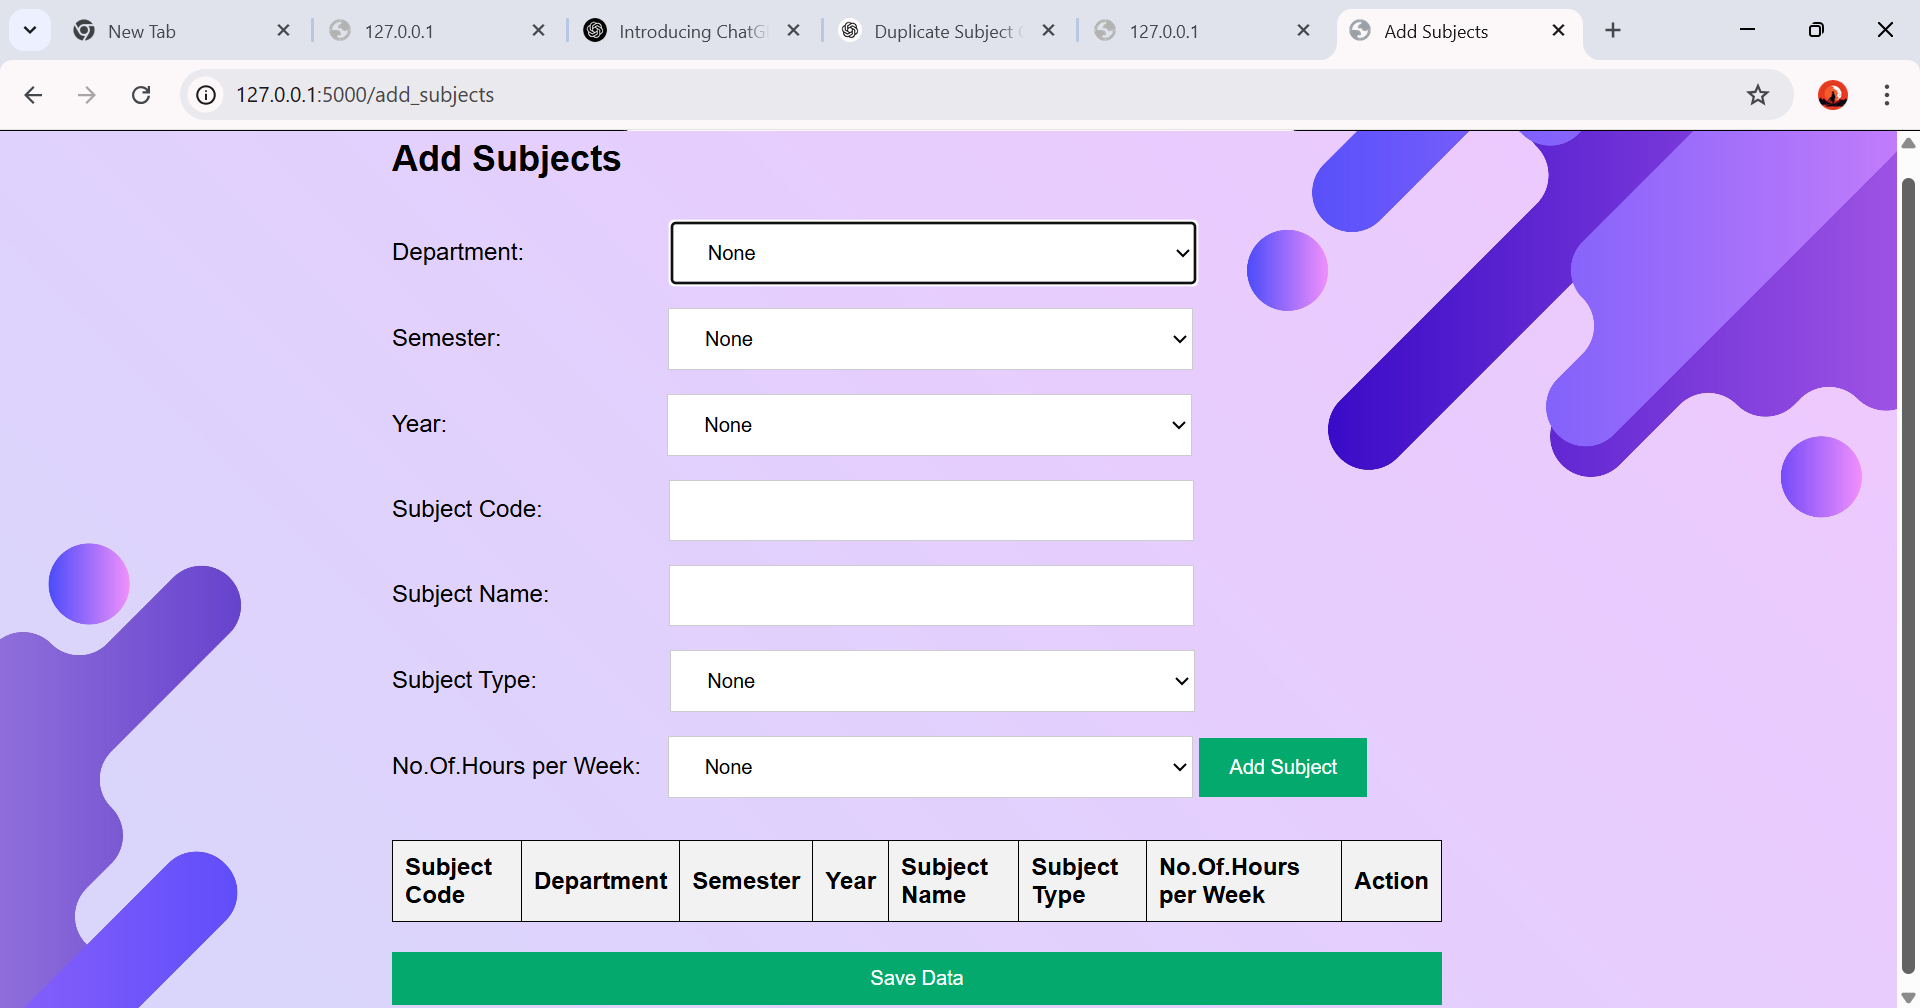 New Tab
127.0.0.1
Introducing ChatG
Duplicate Subject
127.0.0.1
Add Subjects
127.0.0.1:5000/add_subjects
Add Subjects
Department: None
Semester: None
Year: None
Subject Code:
Subject Name:
Subject Type: None
No.Of.Hours per Week: None Add Subject
Subject Code Department Semester Year Subject Name Subject Type No.Of.Hours per Week Action
Save Data